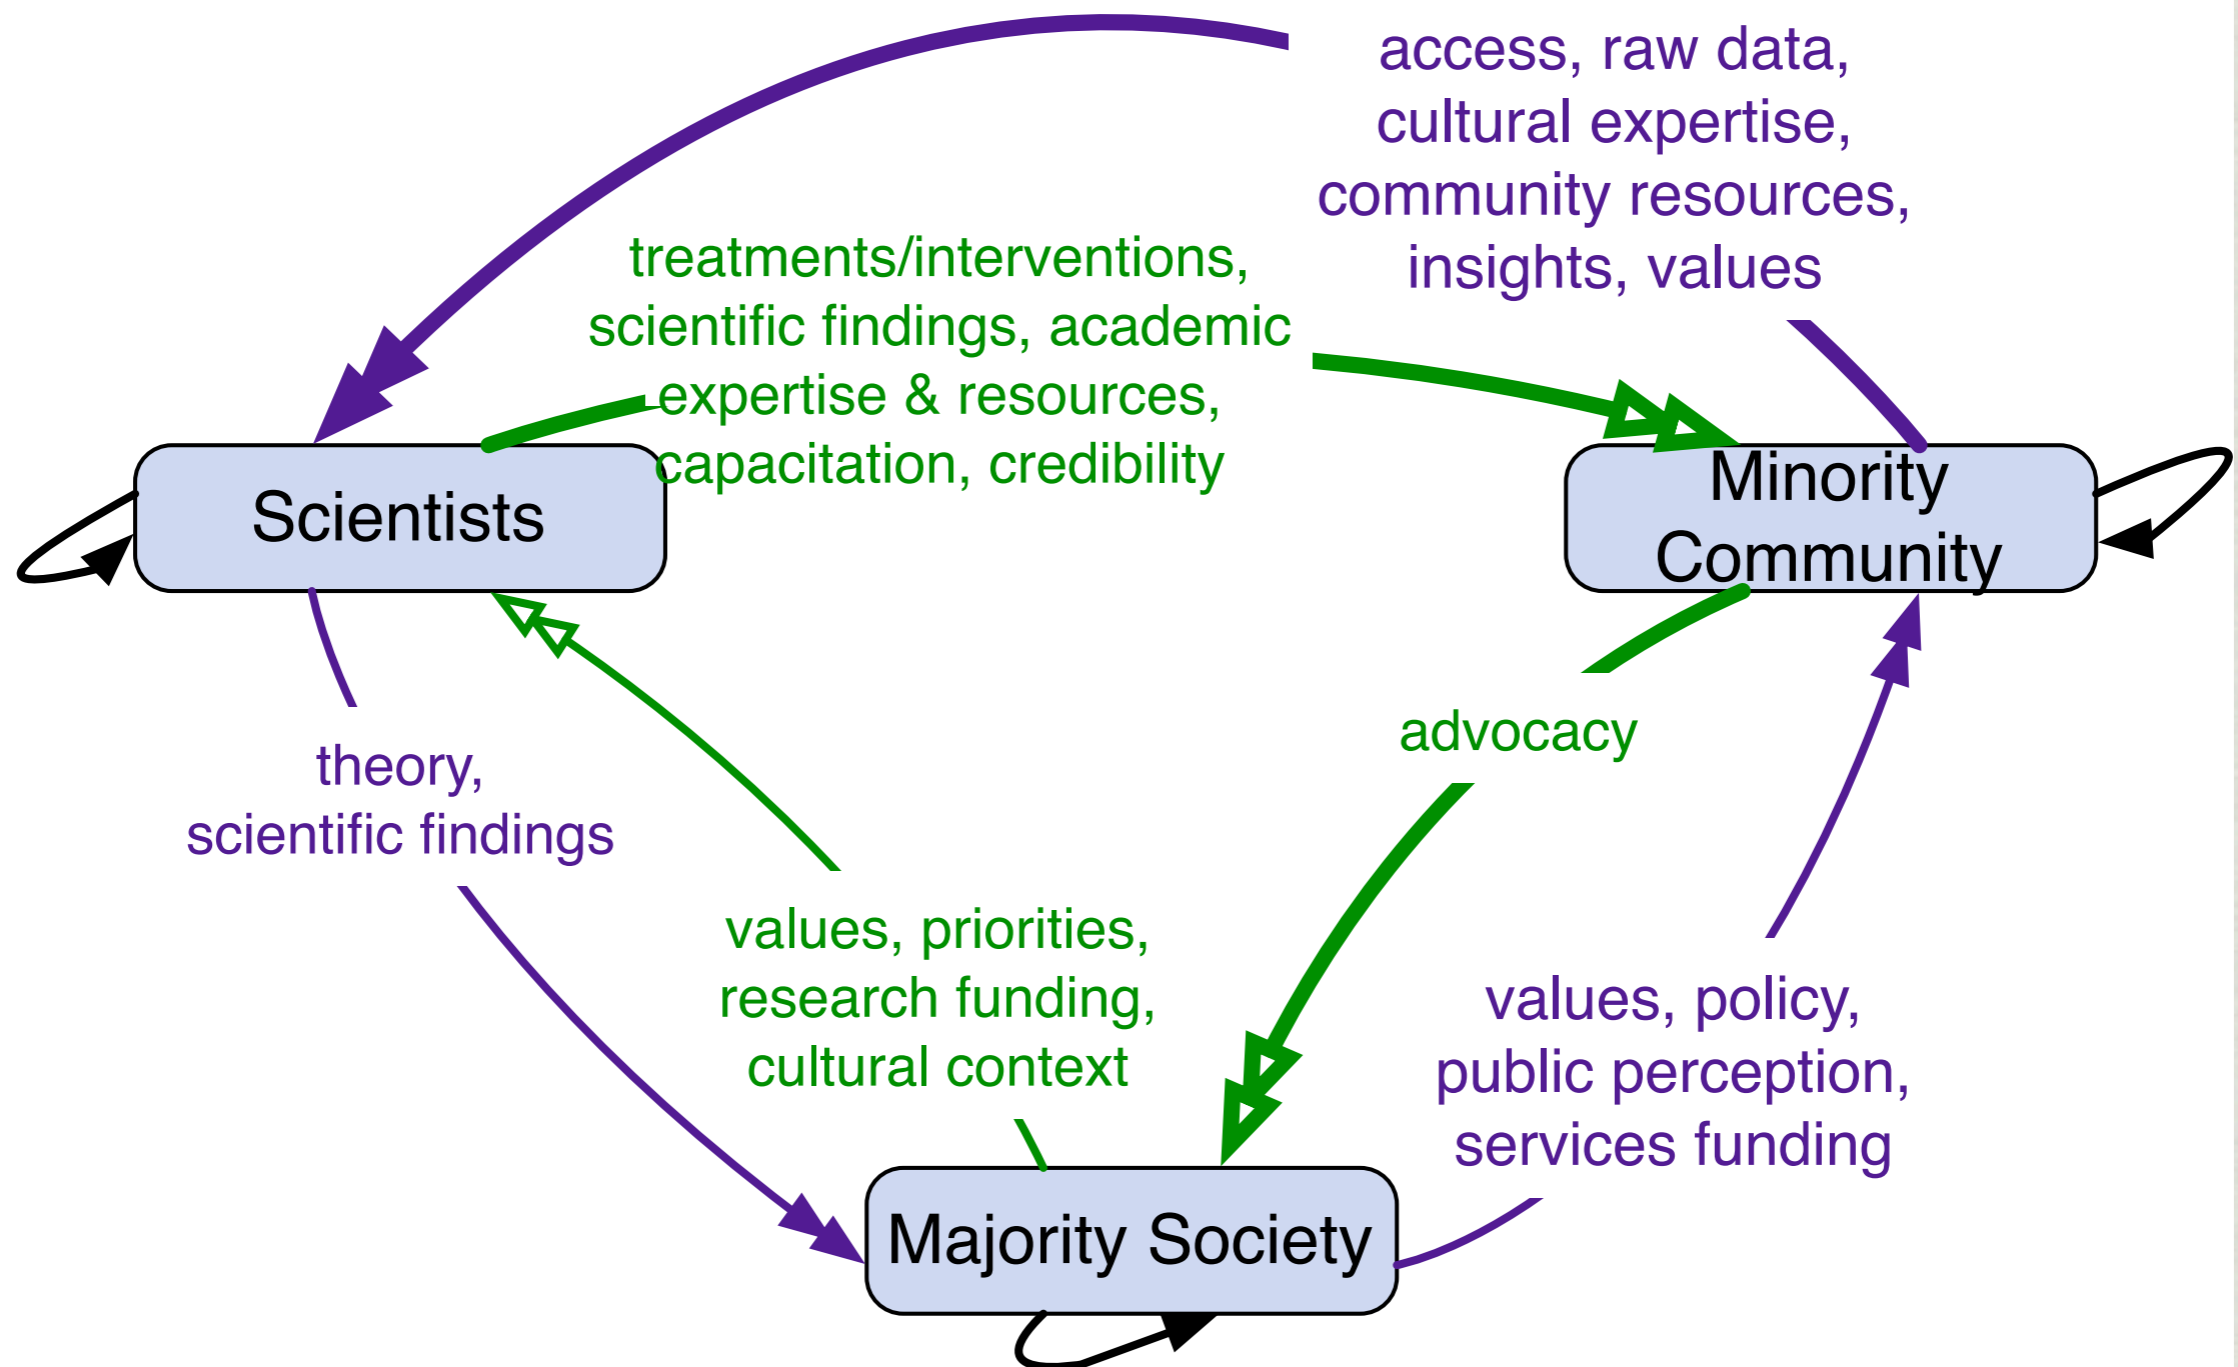 access, raw data,
cultural expertise,
community resources,
insights, values
treatments/interventions,
scientific findings, academic
expertise & resources,
capacitation, credibility
Scientists
Minority
Community
theory,
scientific findings
advocacy
values, priorities,
research funding,
cultural context
values, policy,
public perception,
services funding
Majority Society